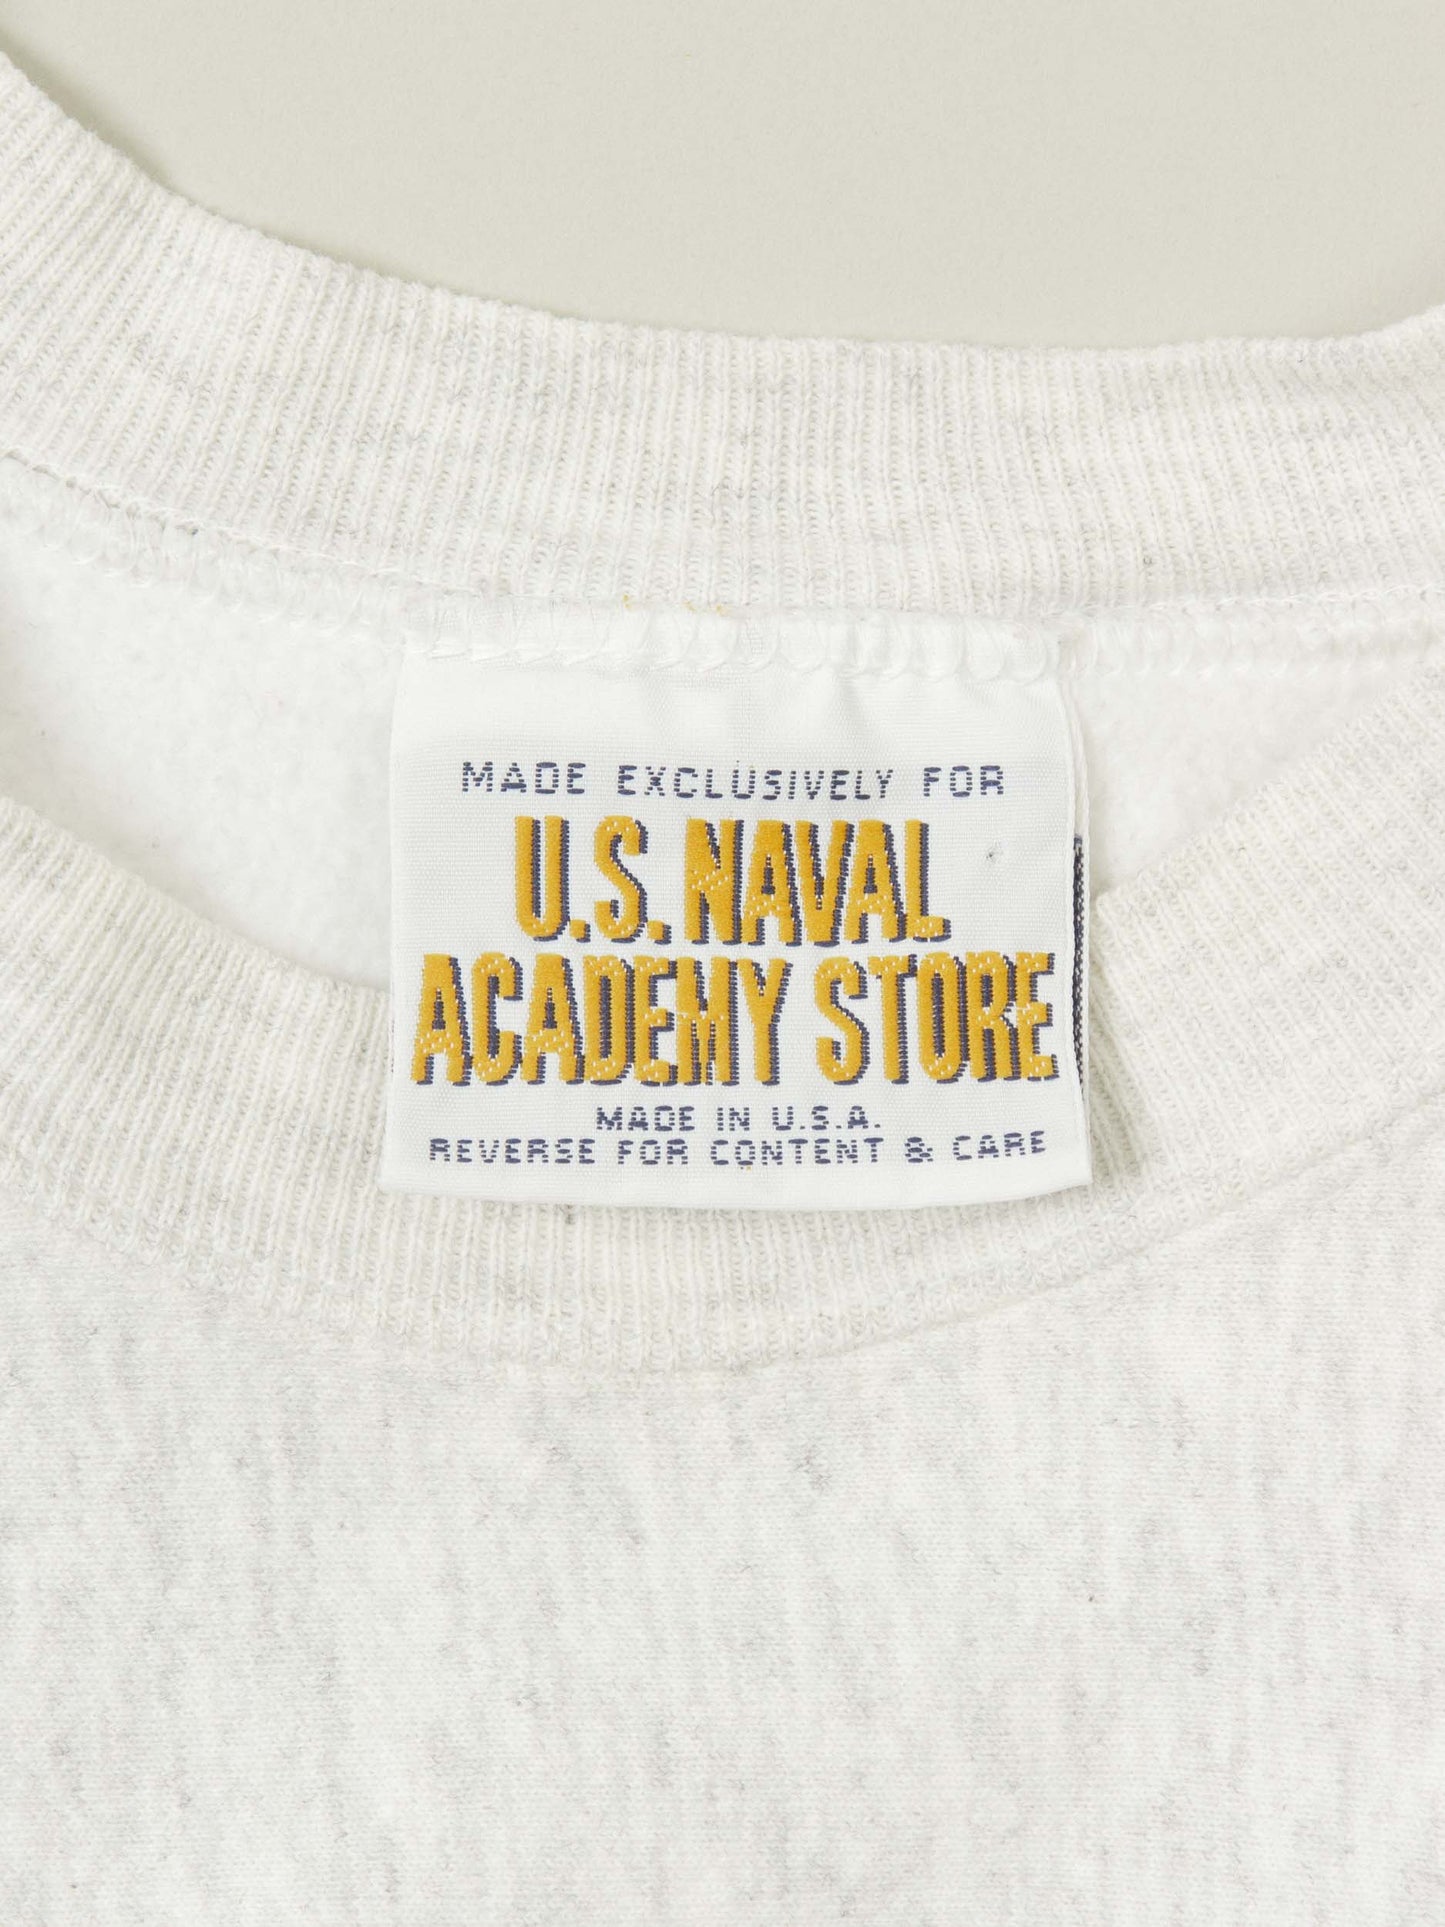 MADE EXCLUSIVELY FOR
U.S. NAVAL
ACADEMY STORE
MADE IN U.S.A.
REVERSE FOR CONTENT & CARE